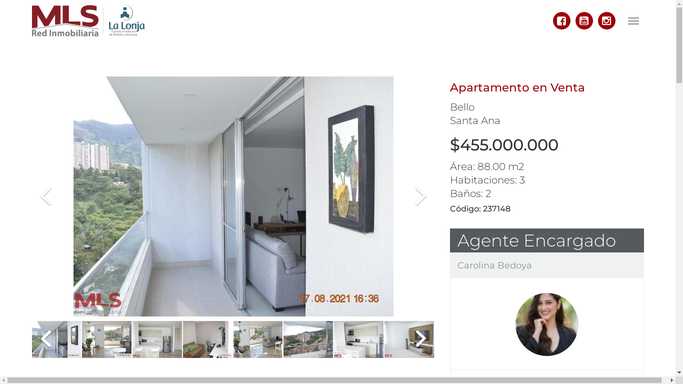 MLS
Red Inmobiliaria
La Lonja
Apartamento en Venta
Bello
Santa Ana
$455.000.000
Área: 88.00 m2
Habitaciones: 3
Baños: 2
Código: 237148
Agente Encargado
Carolina Bedoya
MLS
17.08.2021 16:36